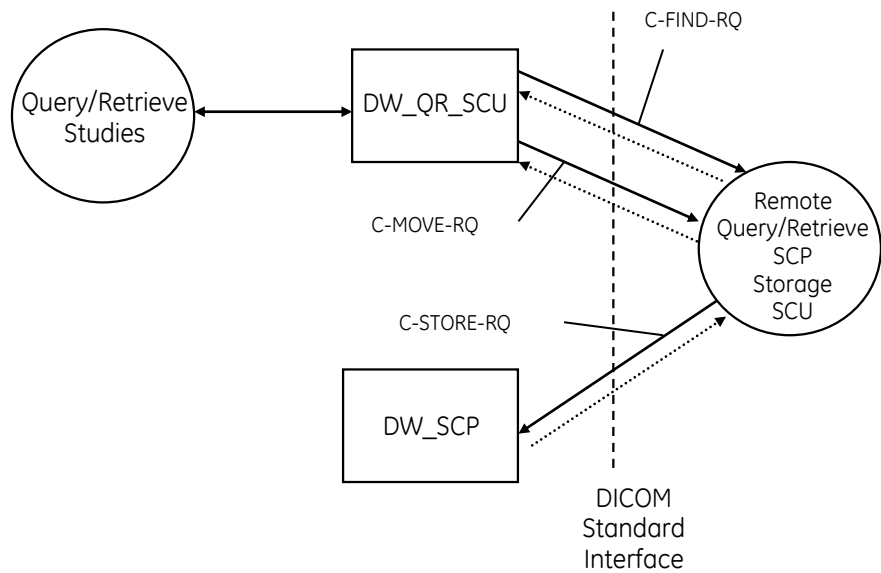 C-FIND-RQ
Query/Retrieve
Studies
DW_QR_SCU
C-MOVE-RQ
Remote
Query/Retrieve
SCP
Storage
SCU
C-STORE-RQ
DW_SCP
DICOM
Standard
Interface